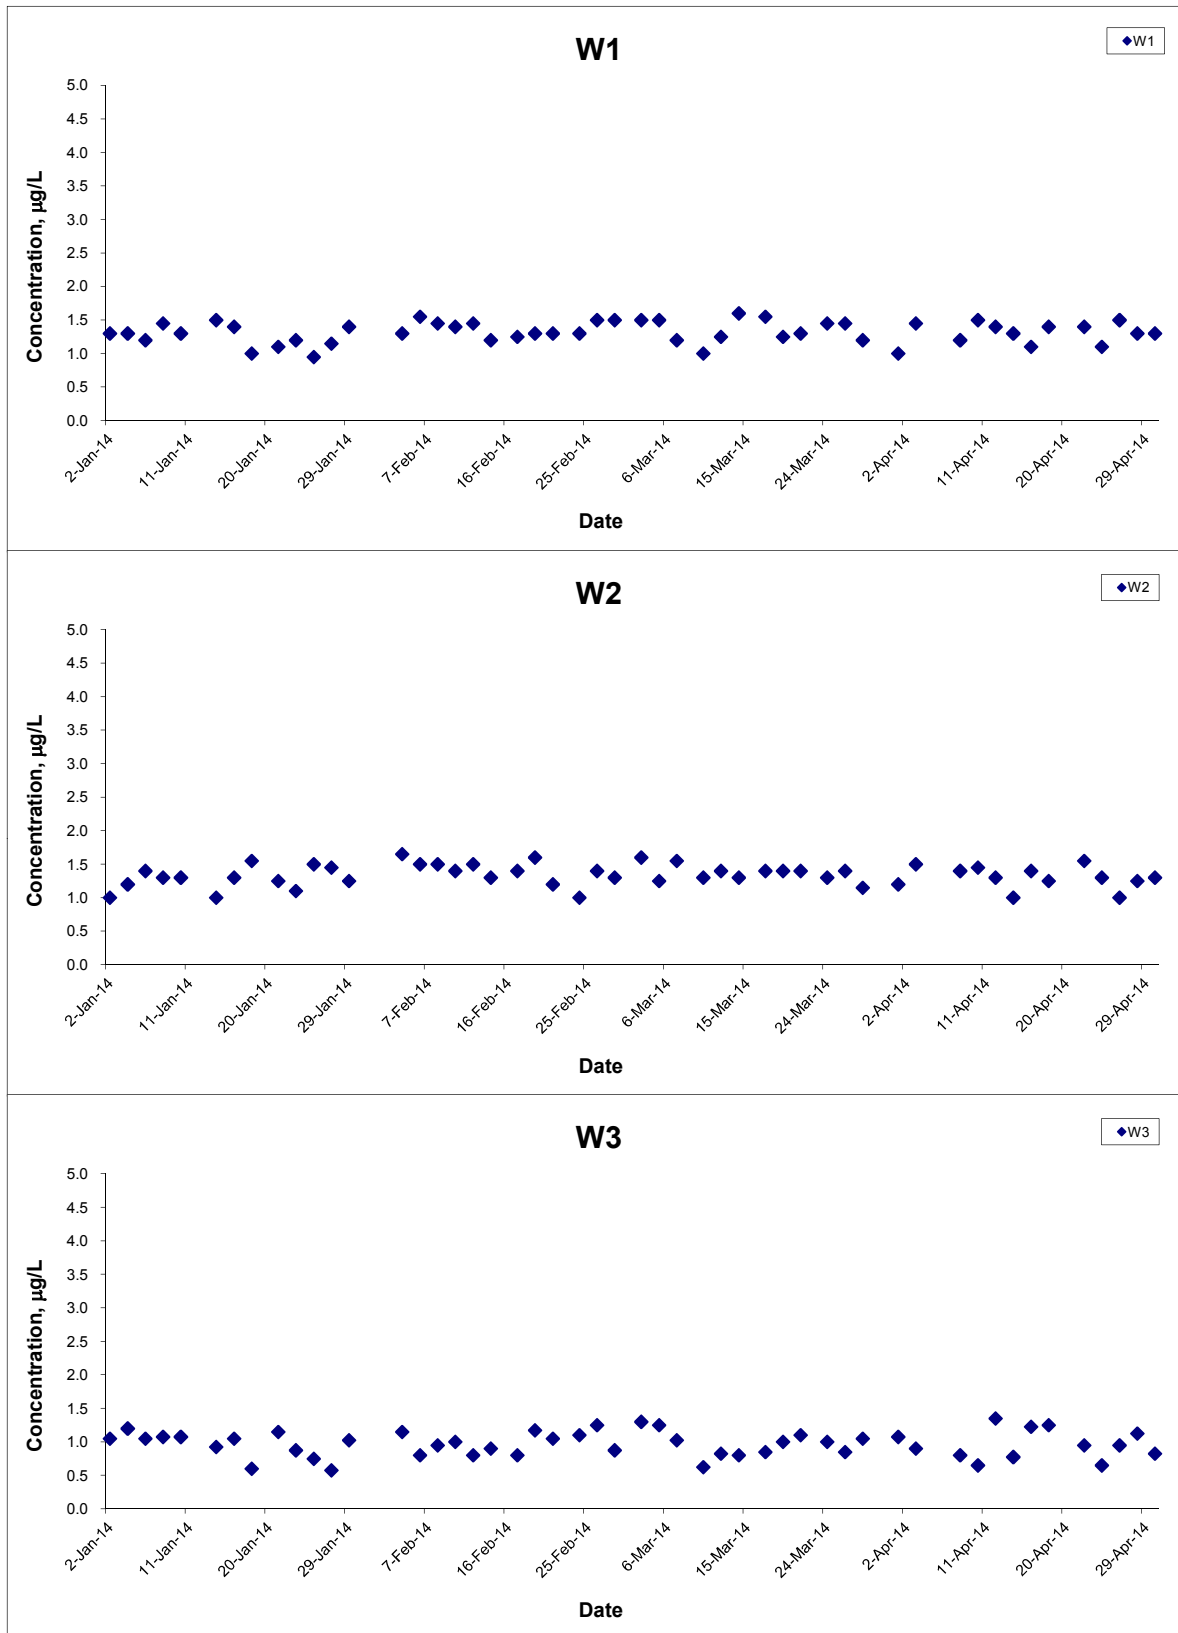 W1
W1
5.0
4.5
4.0
3.5
3.0
2.5
2.0
1.5
1.0
0.5
0.0
Concentration, µg/L
2-Jan-14
11-Jan-14
20-Jan-14
29-Jan-14
7-Feb-14
16-Feb-14
25-Feb-14
6-Mar-14
15-Mar-14
24-Mar-14
2-Apr-14
11-Apr-14
20-Apr-14
29-Apr-14
Date
W2
W2
5.0
4.5
4.0
3.5
3.0
2.5
2.0
1.5
1.0
0.5
0.0
Concentration, µg/L
2-Jan-14
11-Jan-14
20-Jan-14
29-Jan-14
7-Feb-14
16-Feb-14
25-Feb-14
6-Mar-14
15-Mar-14
24-Mar-14
2-Apr-14
11-Apr-14
20-Apr-14
29-Apr-14
Date
W3
W3
5.0
4.5
4.0
3.5
3.0
2.5
2.0
1.5
1.0
0.5
0.0
Concentration, µg/L
2-Jan-14
11-Jan-14
20-Jan-14
29-Jan-14
7-Feb-14
16-Feb-14
25-Feb-14
6-Mar-14
15-Mar-14
24-Mar-14
2-Apr-14
11-Apr-14
20-Apr-14
29-Apr-14
Date